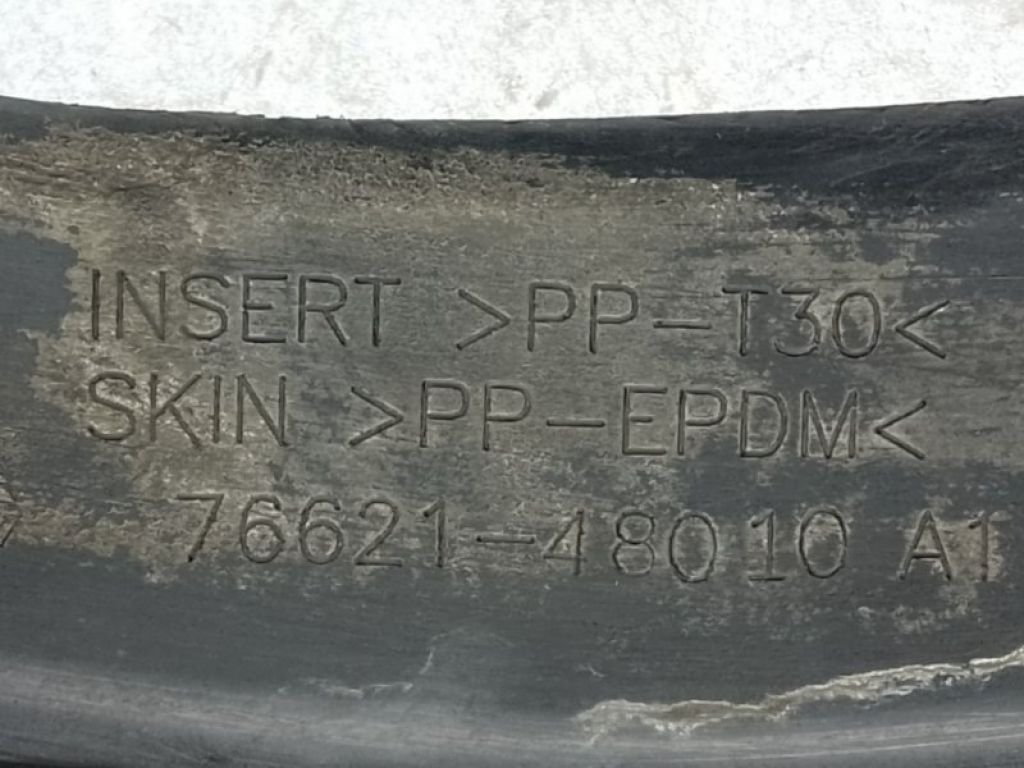 INSERT >PP-T30<
SKIN >PP-EPDM<
76621-48010 A1